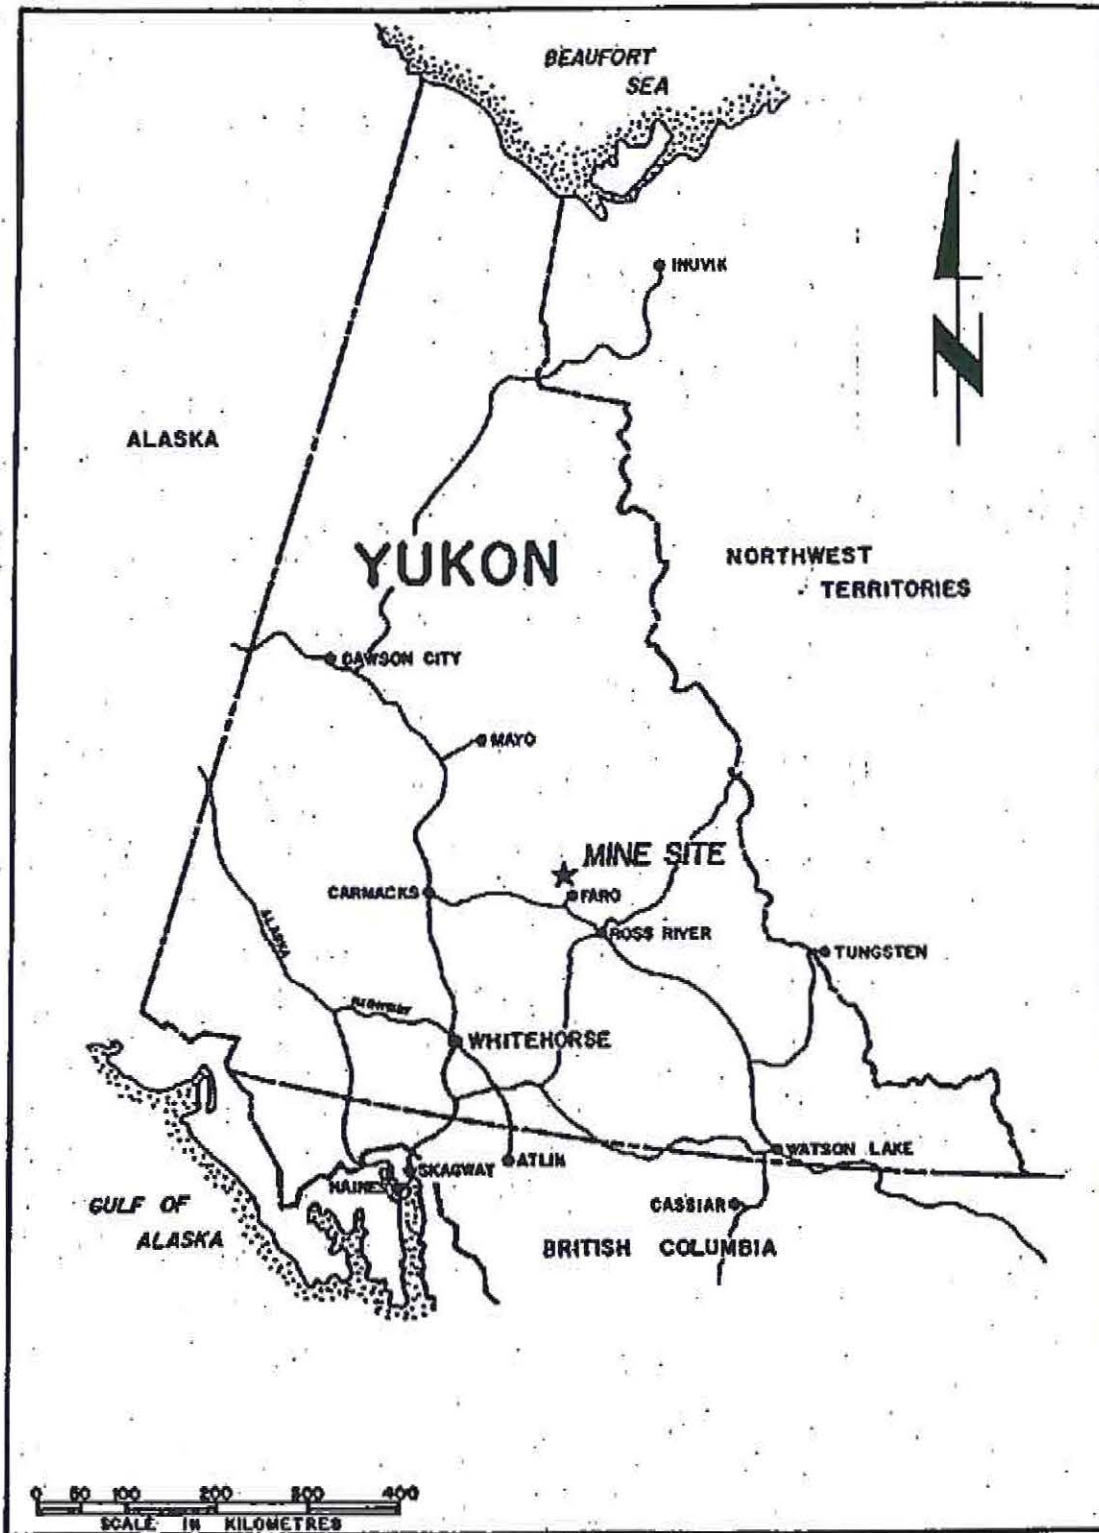 BEAUFORT
SEA
INUVIK
ALASKA
YUKON
NORTHWEST
TERRITORIES
DAWSON CITY
MAYO
MINE SITE
CARMACKS
FARO
ROSS RIVER
ALASKA
TUNGSTEN
HIGHWAY
WHITEHORSE
WATSON LAKE
ATLIN
SKAGWAY
HAINES
CASSIAR
GULF OF
ALASKA
BRITISH COLUMBIA
N
0 50 100 200 300 400
SCALE IN KILOMETRES